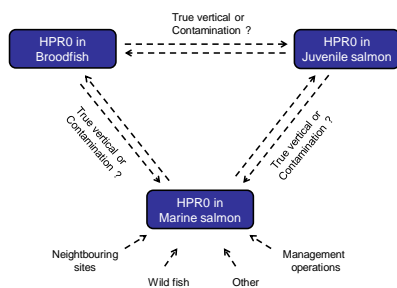 True vertical or
Contamination ?
HPR0 in
Broodfish
HPR0 in
Juvenile salmon
True vertical or
Contamination ?
True vertical or
Contamination ?
HPR0 in
Marine salmon
Neighbouring
sites
Wild fish
Other
Management
operations